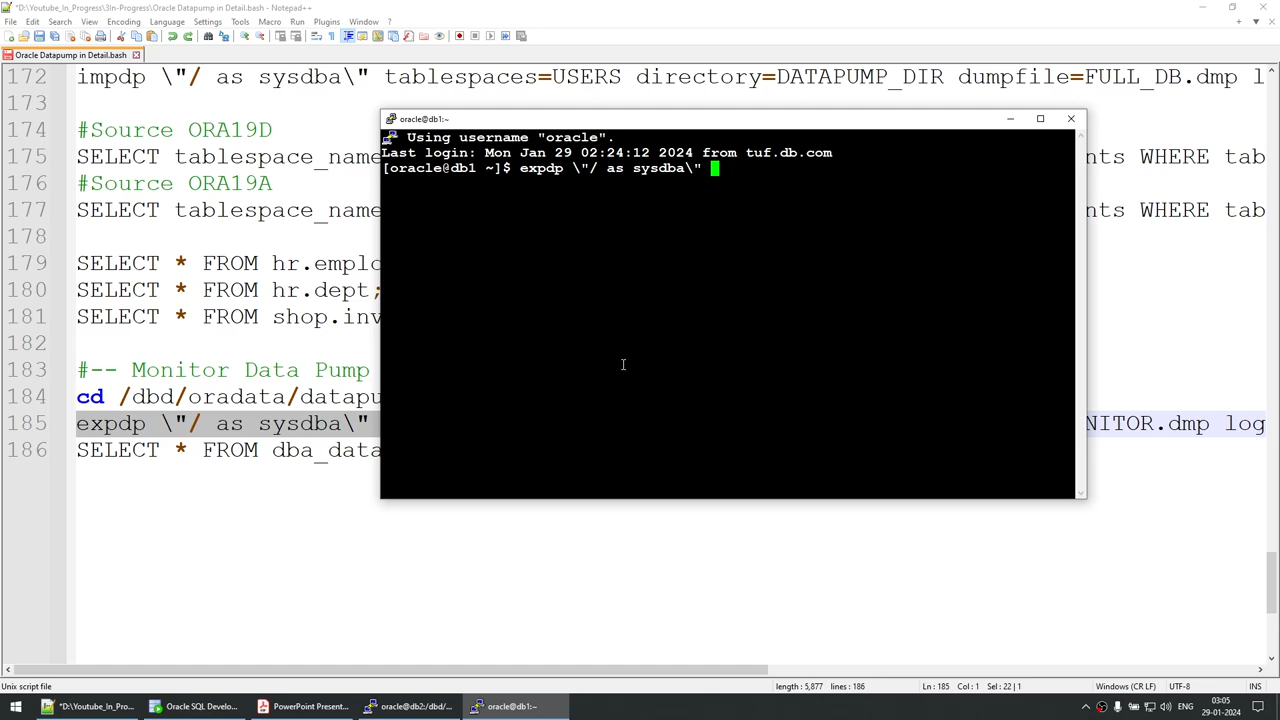 *D:\Youtube_In_Progress\3In-Progress\Oracle Datapump in Detail.bash - Notepad++
File Edit Search View Encoding Language Settings Tools Macro Run Plugins Window ?
Oracle Datapump in Detail.bash
172 impdp \"/ as sysdba\" tablespaces=USERS directory=DATAPUMP_DIR dumpfile=FULL_DB.dmp l
173
174 #Source ORA19D
175 SELECT tablespace_name ents WHERE tab
176 #Source ORA19A
177 SELECT tablespace_name ents WHERE tab
178
179 SELECT * FROM hr.emplo
180 SELECT * FROM hr.dept;
181 SELECT * FROM shop.inv
182
183 #-- Monitor Data Pump
184 cd /dbd/oradata/datapu
185 expdp \"/ as sysdba\" NITOR.dmp log
186 SELECT * FROM dba_data
oracle@db1:~
Using username "oracle".
Last login: Mon Jan 29 02:24:12 2024 from tuf.db.com
[oracle@db1 ~]$ expdp \"/ as sysdba\"
Unix script file length : 5,877 lines : 186 Ln : 185 Col : 1 Sel : 22 | 1 Windows (CR LF) UTF-8 INS
*D:\Youtube_In_Pro... Oracle SQL Develo... PowerPoint Present... oracle@db2:/dbd/... oracle@db1:~ ENG 03:05
29-01-2024